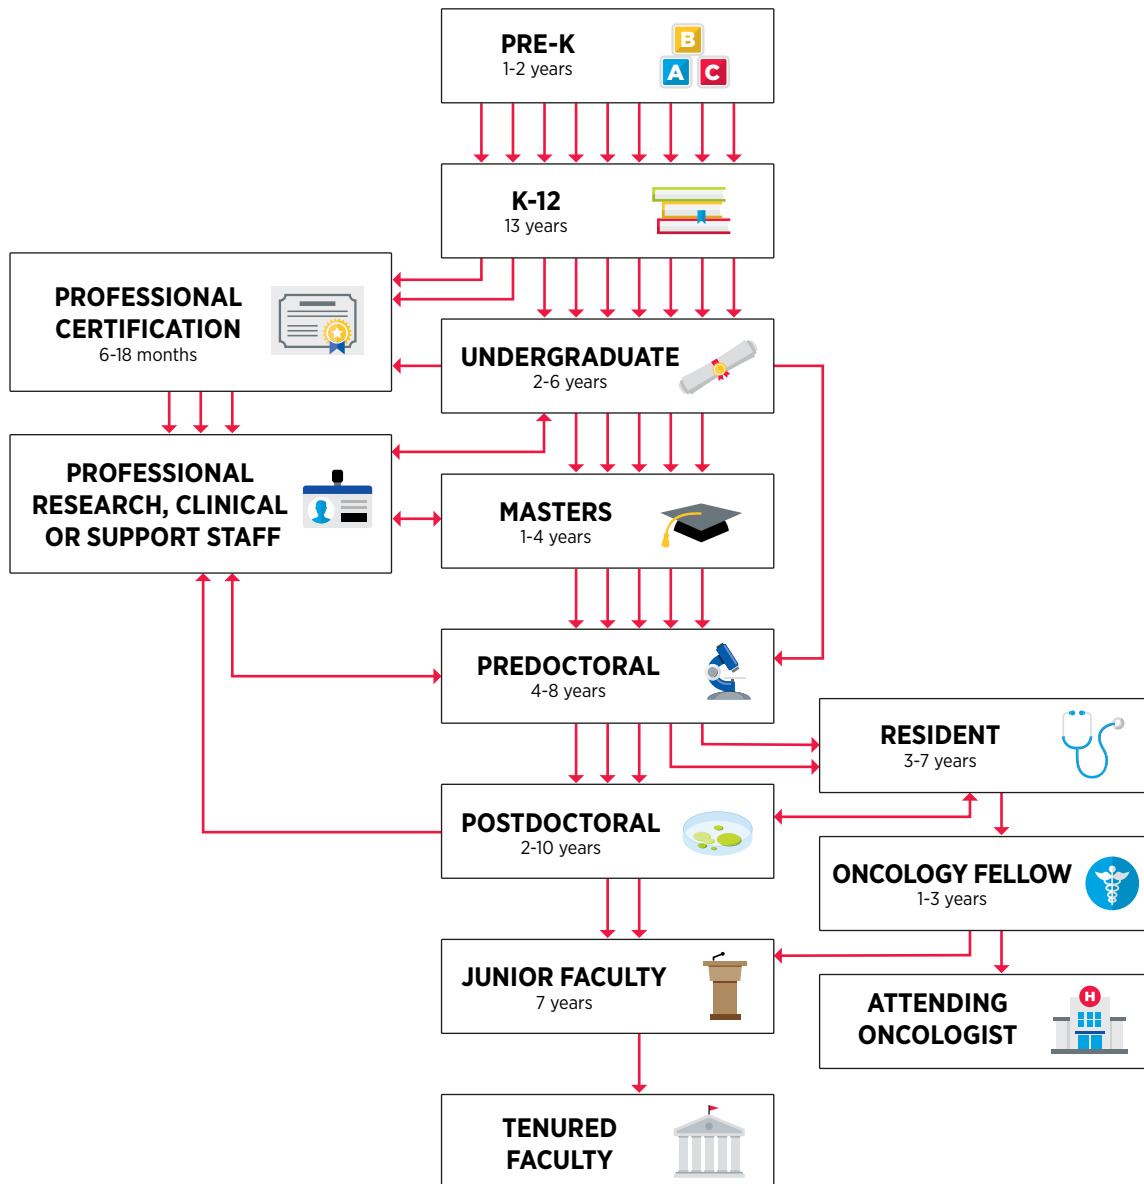 PRE-K
1-2 years
B
A
C
K-12
13 years
PROFESSIONAL
CERTIFICATION
6-18 months
UNDERGRADUATE
2-6 years
PROFESSIONAL
RESEARCH, CLINICAL
OR SUPPORT STAFF
MASTERS
1-4 years
PREDOCTORAL
4-8 years
RESIDENT
3-7 years
POSTDOCTORAL
2-10 years
ONCOLOGY FELLOW
1-3 years
JUNIOR FACULTY
7 years
ATTENDING
ONCOLOGIST
H
TENURED
FACULTY